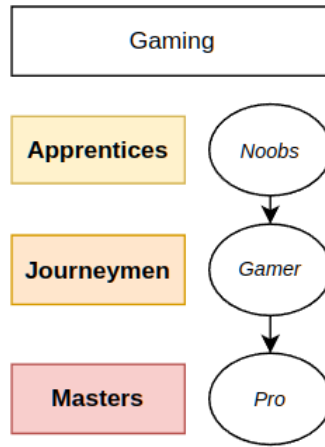 Gaming
Apprentices
Noobs
Journeymen
Gamer
Masters
Pro